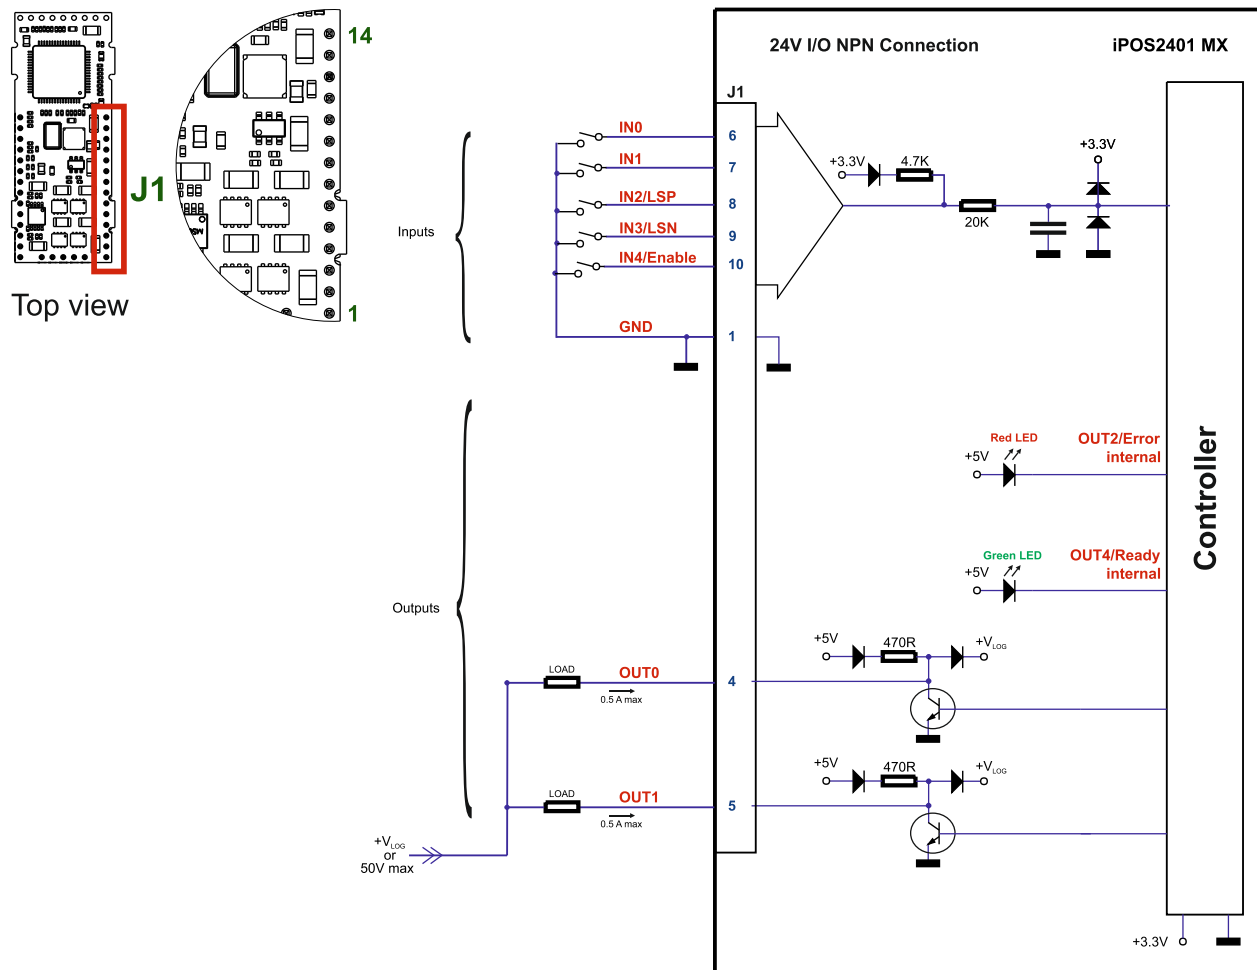 24V I/O NPN Connection
iPOS2401 MX
14
J1
1
Top view
MSK
J1
Inputs
IN0
6
IN1
7
IN2/LSP
8
IN3/LSN
9
IN4/Enable
10
GND
1
+3.3V
4.7K
20K
+3.3V
Controller
Red LED
OUT2/Error
internal
+5V
Green LED
OUT4/Ready
internal
+5V
Outputs
LOAD
OUT0
0.5 A max
4
+5V
470R
+VLOG
LOAD
OUT1
0.5 A max
5
+5V
470R
+VLOG
+VLOG
or
50V max
+3.3V